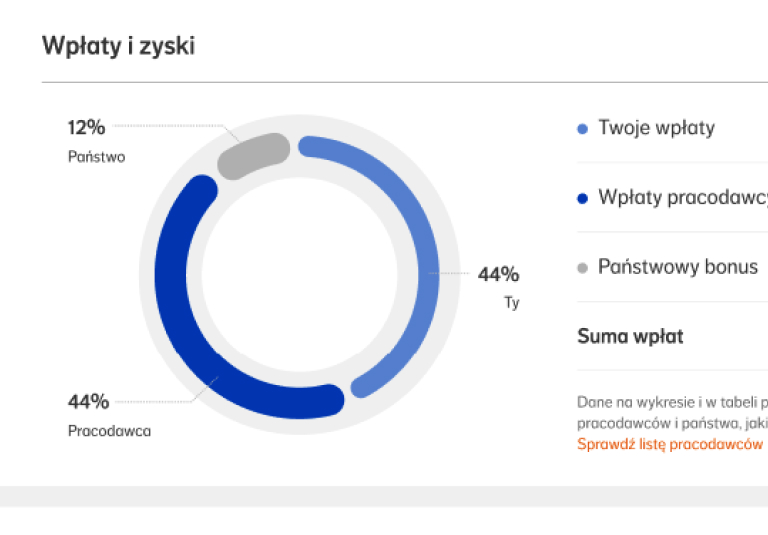 Wpłaty i zyski
12%
Państwo
44%
Ty
44%
Pracodawca
Twoje wpłaty
Wpłaty pracodawcy
Państwowy bonus
Suma wpłat
Dane na wykresie i w tabeli
pracodawców i państwa,
Sprawdź listę pracodawców